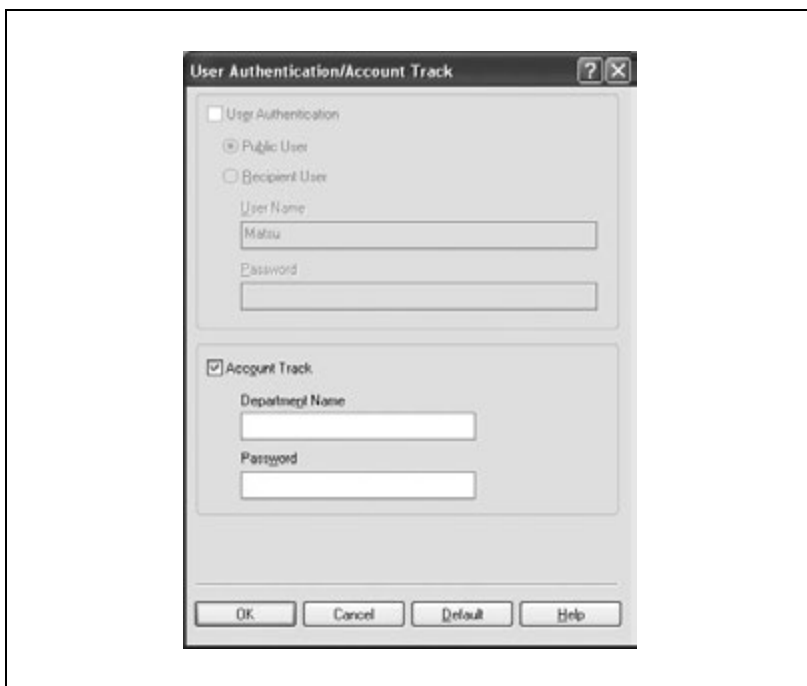 User Authentication/Account Track
User Authentication
Public User
Recipient User
User Name
Matsu
Password
Account Track
Department Name
Password
OK Cancel Default Help